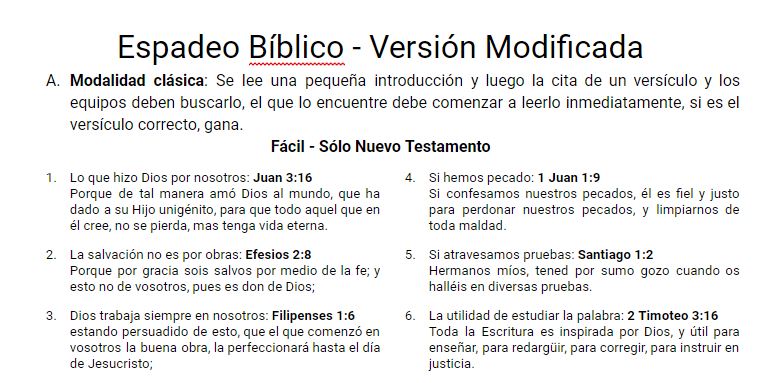 Espadeo Bíblico - Versión Modificada
A. Modalidad clásica: Se lee una pequeña introducción y luego la cita de un versículo y los
equipos deben buscarlo, el que lo encuentre debe comenzar a leerlo inmediatamente, si es el
versículo correcto, gana.
Fácil - Sólo Nuevo Testamento
1. Lo que hizo Dios por nosotros: Juan 3:16
Porque de tal manera amó Dios al mundo, que ha
dado a su Hijo unigénito, para que todo aquel que en
él cree, no se pierda, mas tenga vida eterna.
2. La salvación no es por obras: Efesios 2:8
Porque por gracia sois salvos por medio de la fe; y
esto no de vosotros, pues es don de Dios;
3. Dios trabaja siempre en nosotros: Filipenses 1:6
estando persuadido de esto, que el que comenzó en
vosotros la buena obra, la perfeccionará hasta el día
de Jesucristo;
4. Si hemos pecado: 1 Juan 1:9
Si confesamos nuestros pecados, él es fiel y justo
para perdonar nuestros pecados, y limpiarnos de
toda maldad.
5. Si atravesamos pruebas: Santiago 1:2
Hermanos míos, tened por sumo gozo cuando os
halléis en diversas pruebas.
6. La utilidad de estudiar la palabra: 2 Timoteo 3:16
Toda la Escritura es inspirada por Dios, y útil para
enseñar, para redargüir, para corregir, para instruir en
justicia.